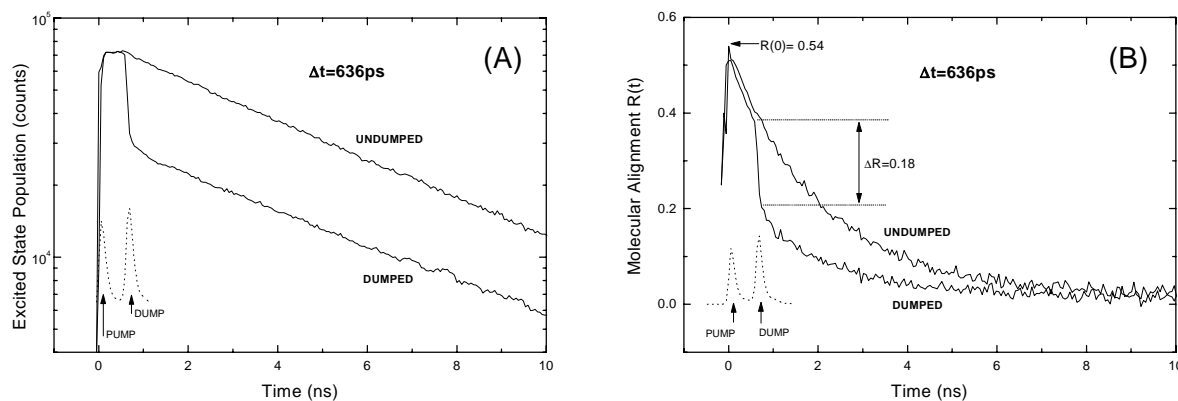 (A)
Δt=636ps
UNDUMPED
DUMPED
DUMP
PUMP
10^5
10^4
Excited State Population (counts)
0 2 4 6 8 10
Time (ns)
(B)
R(0)= 0.54
Δt=636ps
ΔR=0.18
UNDUMPED
DUMPED
PUMP
DUMP
0.6
0.4
0.2
0.0
Molecular Alignment R(t)
0 2 4 6 8 10
Time (ns)